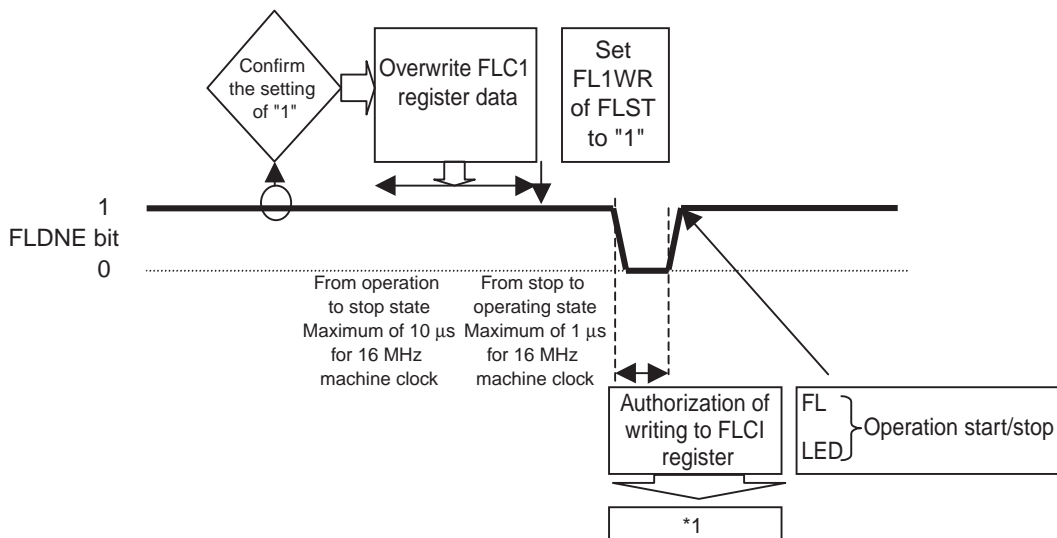 Confirm
the setting
of "1"
Overwrite FLC1
register data
Set
FL1WR
of FLST
to "1"
1
FLDNE bit
0
From operation
to stop state
Maximum of 10 µs
for 16 MHz
machine clock
From stop to
operating state
Maximum of 1 µs
for 16 MHz
machine clock
Authorization of
writing to FLCI
register
FL
LED
Operation start/stop
*1